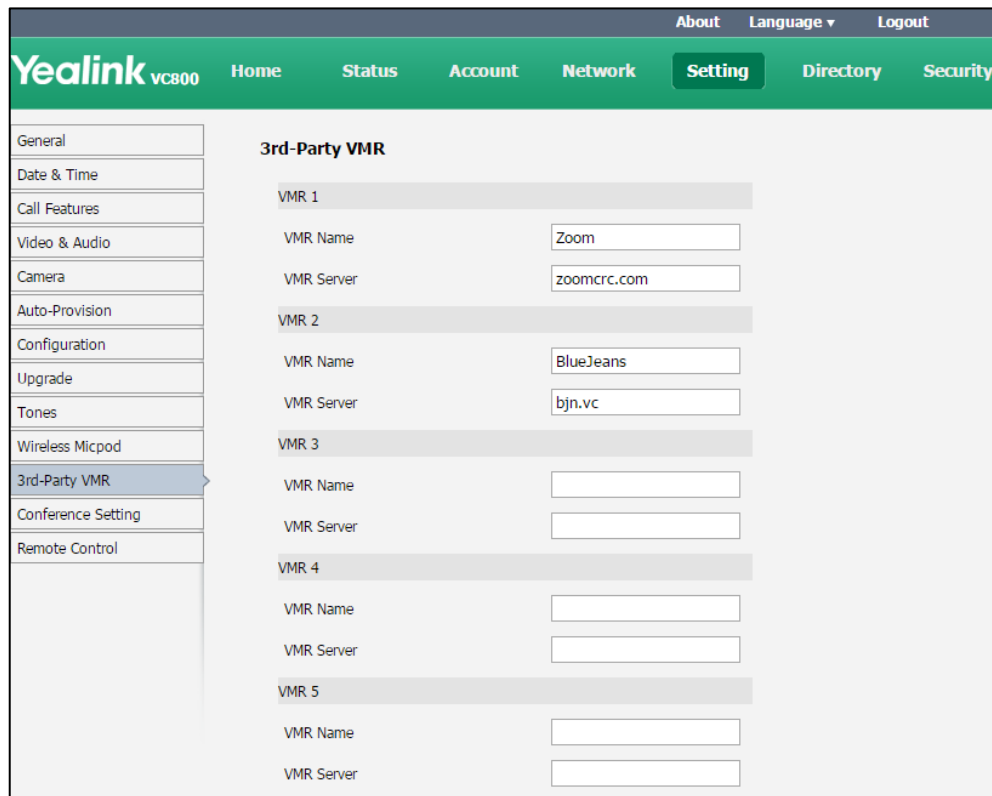 About Language ▾ Logout
Yealink VC800 Home Status Account Network Setting Directory Security
General
Date & Time
Call Features
Video & Audio
Camera
Auto-Provision
Configuration
Upgrade
Tones
Wireless Micpod
3rd-Party VMR
Conference Setting
Remote Control
3rd-Party VMR
VMR 1
VMR Name Zoom
VMR Server zoomcrc.com
VMR 2
VMR Name BlueJeans
VMR Server bjn.vc
VMR 3
VMR Name
VMR Server
VMR 4
VMR Name
VMR Server
VMR 5
VMR Name
VMR Server